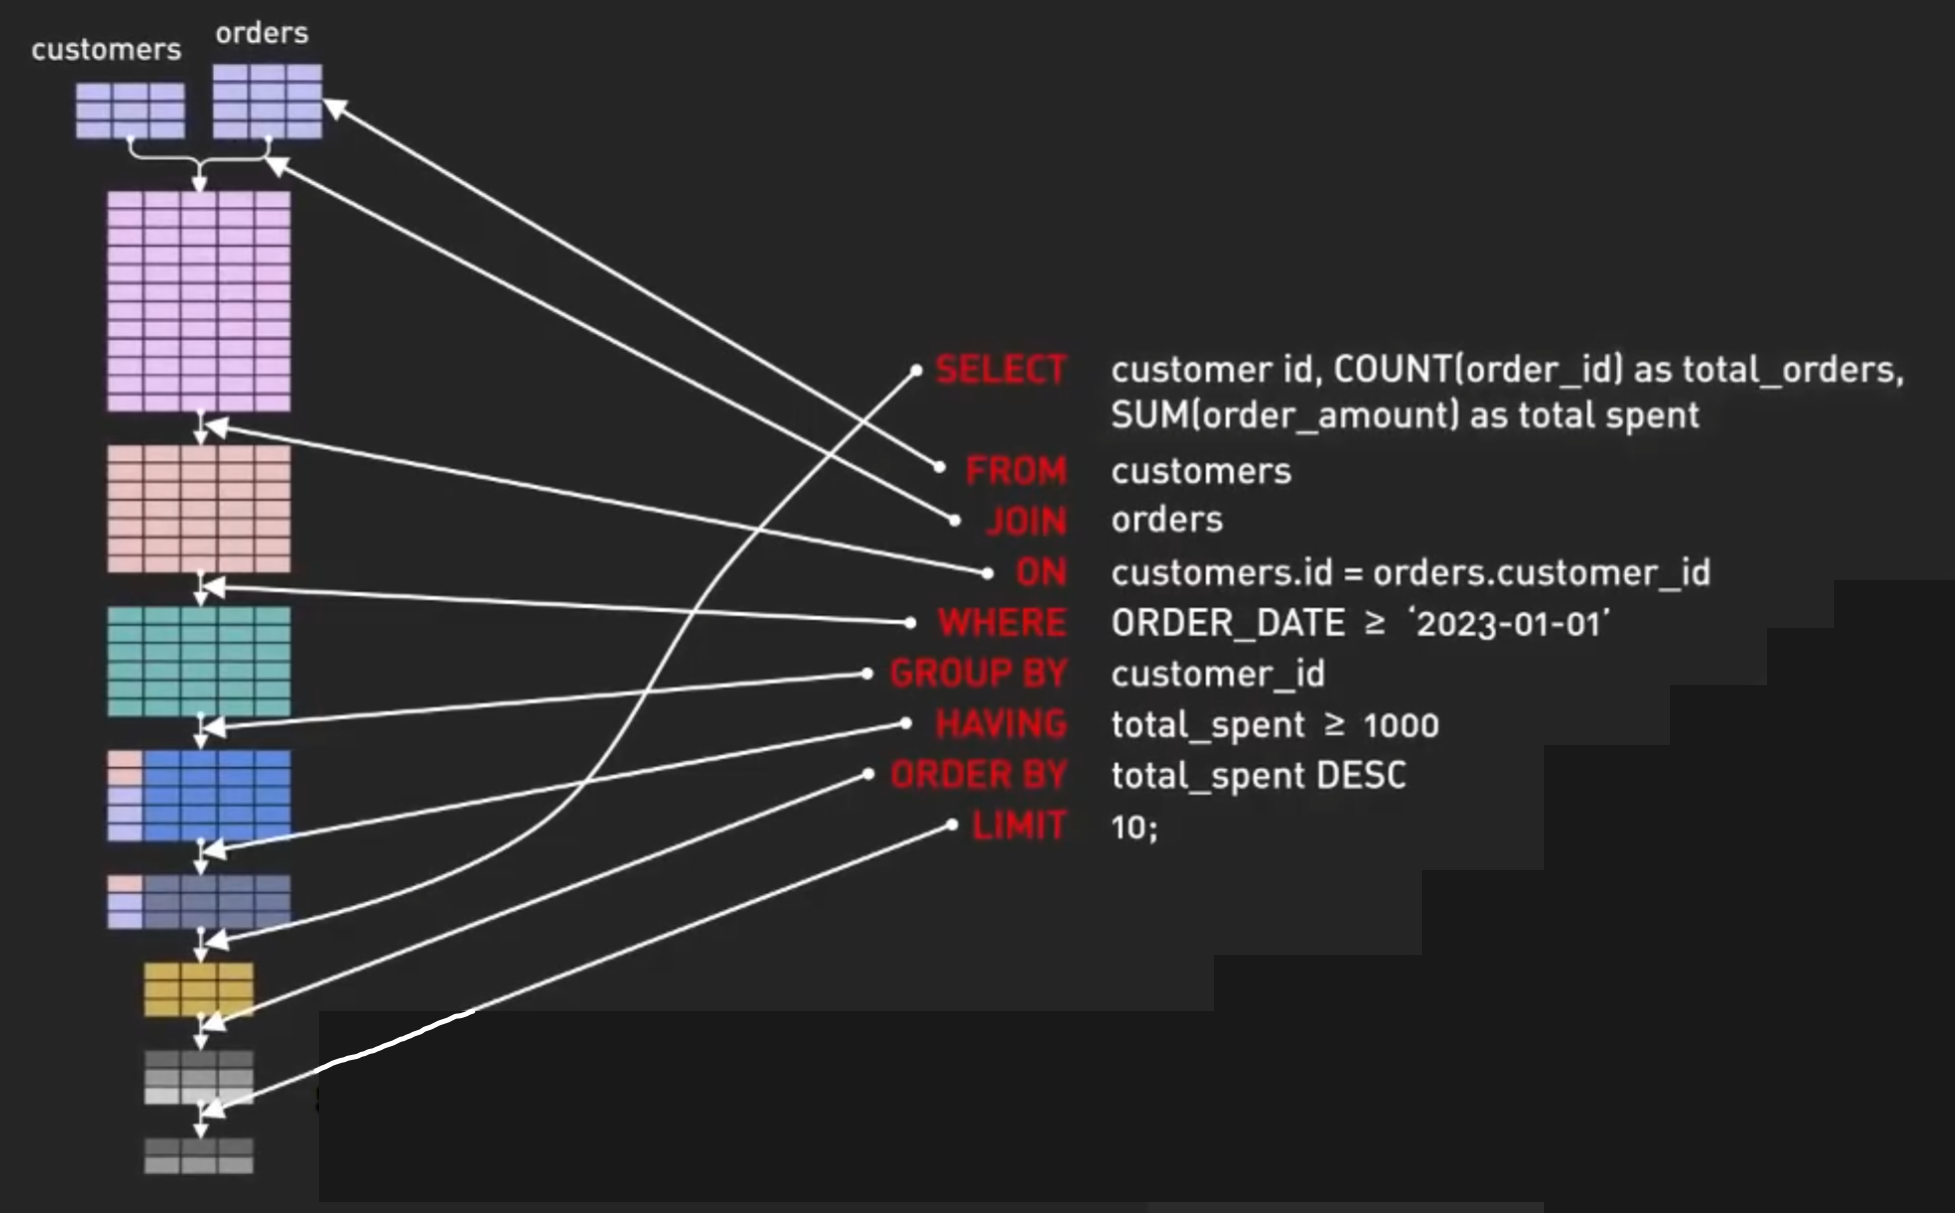 customers
orders
SELECT customer id, COUNT(order_id) as total_orders,
SUM(order_amount) as total spent
FROM customers
JOIN orders
ON customers.id = orders.customer_id
WHERE ORDER_DATE ≥ ‘2023-01-01’
GROUP BY customer_id
HAVING total_spent ≥ 1000
ORDER BY total_spent DESC
LIMIT 10;